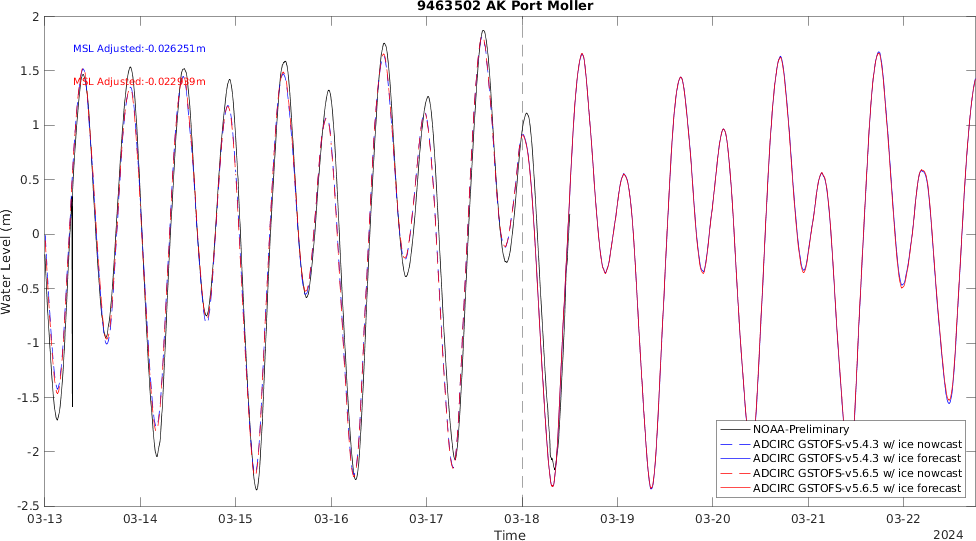 9463502 AK Port Moller
MSL Adjusted:-0.026251m
MSL Adjusted:-0.022939m
Water Level (m)
2
1.5
1
0.5
0
-0.5
-1
-1.5
-2
-2.5
NOAA-Preliminary
ADCIRC GSTOFS-v5.4.3 w/ ice nowcast
ADCIRC GSTOFS-v5.4.3 w/ ice forecast
ADCIRC GSTOFS-v5.6.5 w/ ice nowcast
ADCIRC GSTOFS-v5.6.5 w/ ice forecast
03-13 03-14 03-15 03-16 03-17 03-18 03-19 03-20 03-21 03-22
Time
2024